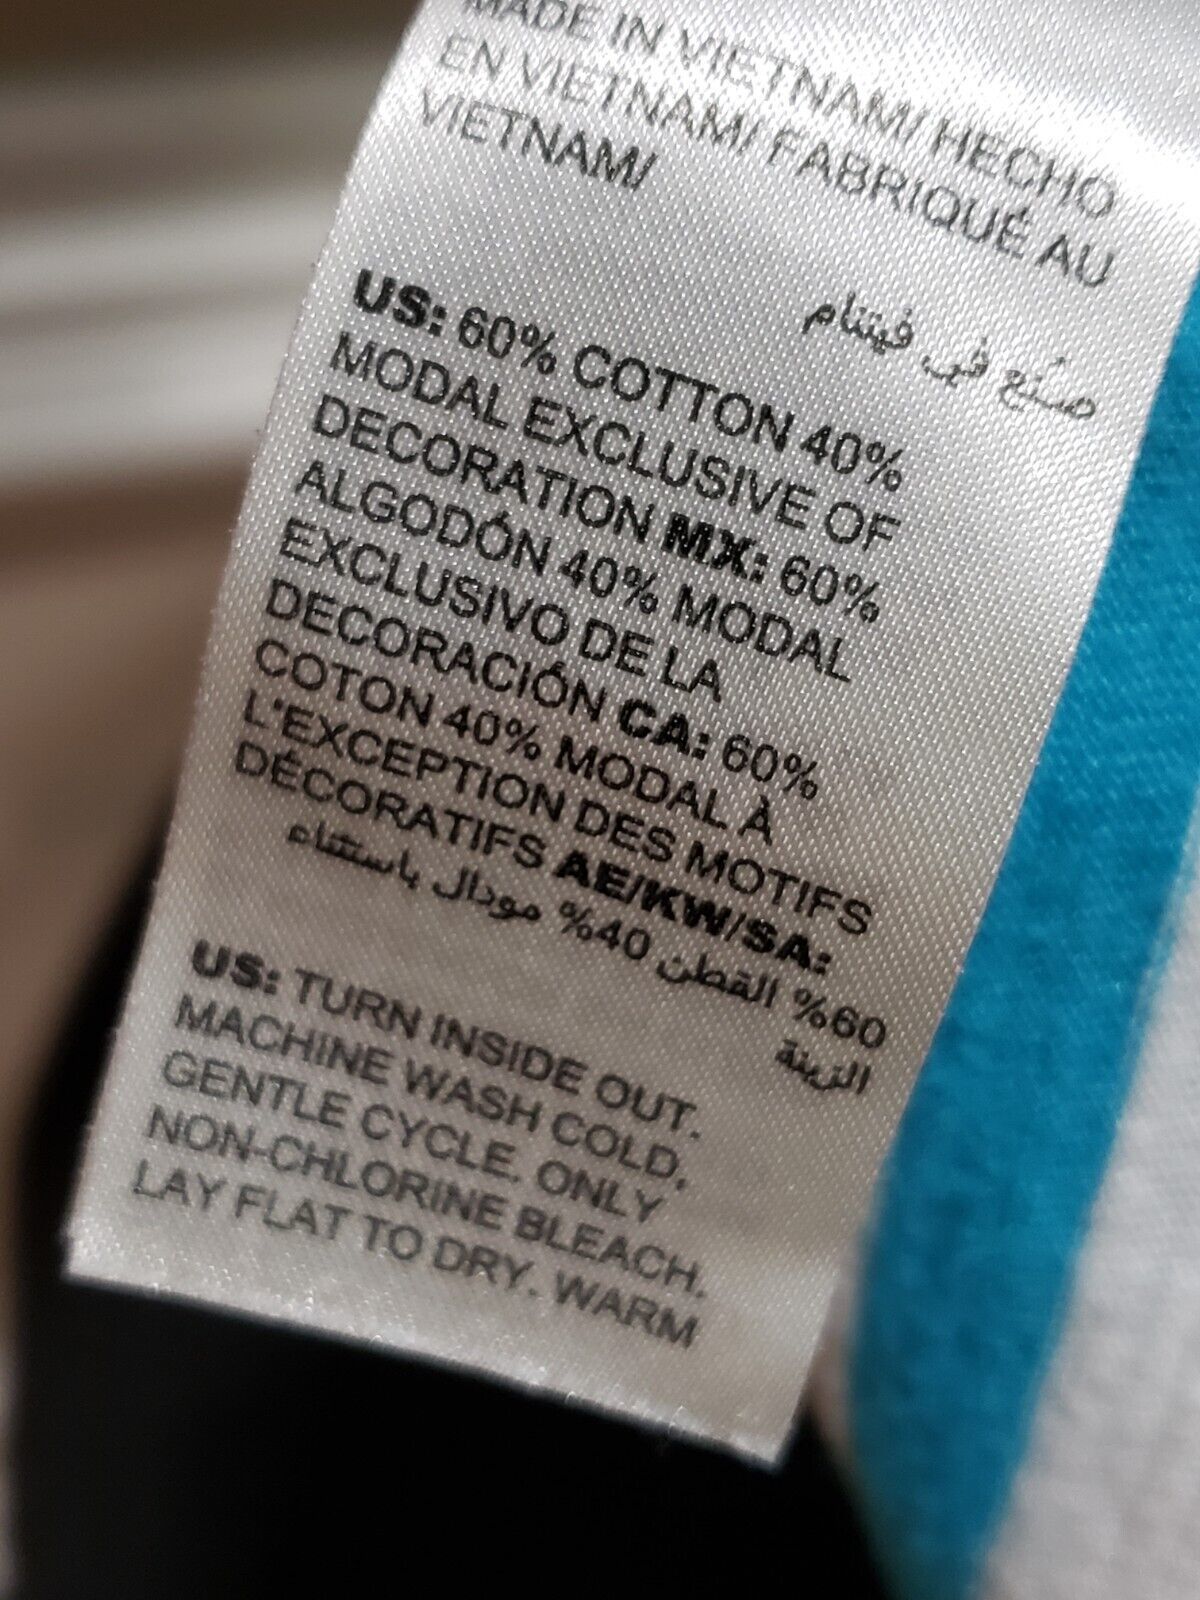 MADE IN VIETNAM/ HECHO
EN VIETNAM/ FABRIQUÉ AU
VIETNAM/
صُنع في فيتنام
US: 60% COTTON 40%
MODAL EXCLUSIVE OF
DECORATION MX: 60%
ALGODÓN 40% MODAL
EXCLUSIVO DE LA
DECORACIÓN CA: 60%
COTON 40% MODAL À
L'EXCEPTION DES MOTIFS
DÉCORATIFS AE/KW/SA:
60% القطن 40% مودال باستثناء
الزينة
US: TURN INSIDE OUT.
MACHINE WASH COLD,
GENTLE CYCLE. ONLY
NON-CHLORINE BLEACH.
LAY FLAT TO DRY. WARM